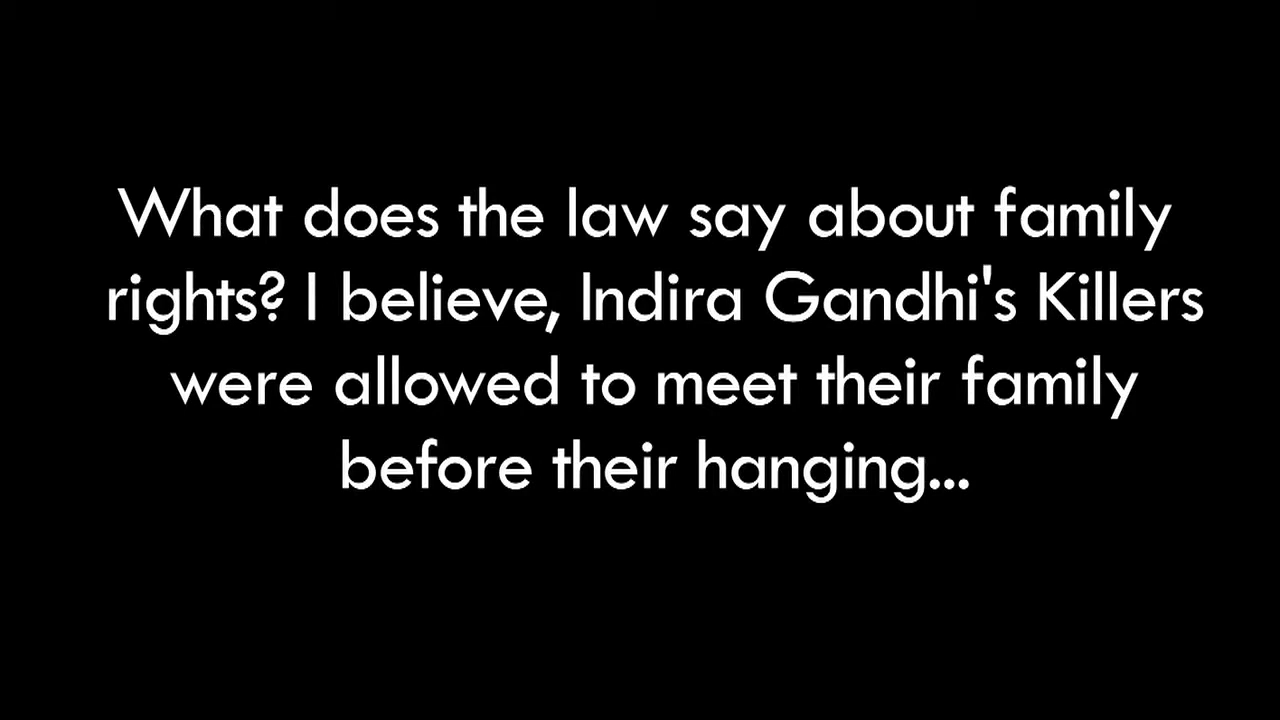 What does the law say about family
rights? I believe, Indira Gandhi's Killers
were allowed to meet their family
before their hanging...